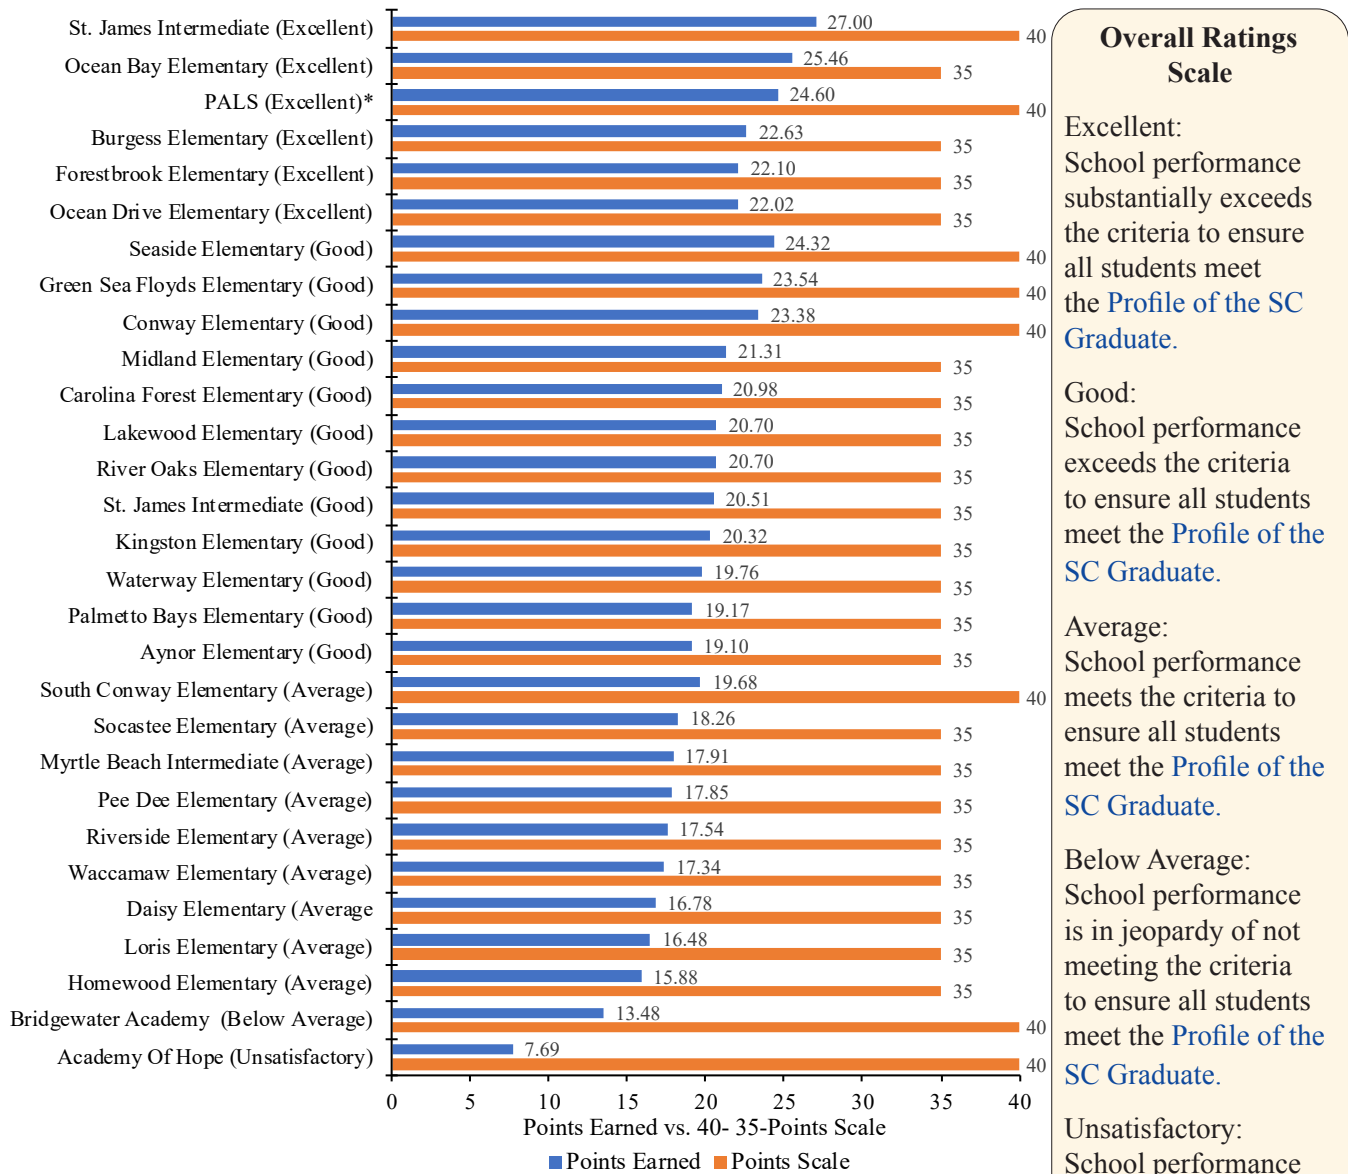 St. James Intermediate (Excellent)
27.00
40
Ocean Bay Elementary (Excellent)
25.46
35
PALS (Excellent)*
24.60
40
Burgess Elementary (Excellent)
22.63
35
Forestbrook Elementary (Excellent)
22.10
35
Ocean Drive Elementary (Excellent)
22.02
35
Seaside Elementary (Good)
24.32
40
Green Sea Floyds Elementary (Good)
23.54
40
Conway Elementary (Good)
23.38
40
Midland Elementary (Good)
21.31
35
Carolina Forest Elementary (Good)
20.98
35
Lakewood Elementary (Good)
20.70
35
River Oaks Elementary (Good)
20.70
35
St. James Intermediate (Good)
20.51
35
Kingston Elementary (Good)
20.32
35
Waterway Elementary (Good)
19.76
35
Palmetto Bays Elementary (Good)
19.17
35
Aynor Elementary (Good)
19.10
35
South Conway Elementary (Average)
19.68
40
Socastee Elementary (Average)
18.26
35
Myrtle Beach Intermediate (Average)
17.91
35
Pee Dee Elementary (Average)
17.85
35
Riverside Elementary (Average)
17.54
35
Waccamaw Elementary (Average)
17.34
35
Daisy Elementary (Average
16.78
35
Loris Elementary (Average)
16.48
35
Homewood Elementary (Average)
15.88
35
Bridgewater Academy (Below Average)
13.48
40
Academy Of Hope (Unsatisfactory)
7.69
40
0 5 10 15 20 25 30 35 40
Points Earned vs. 40- 35-Points Scale
Points Earned Points Scale
Overall Ratings
Scale
Excellent:
School performance
substantially exceeds
the criteria to ensure
all students meet
the Profile of the SC
Graduate.
Good:
School performance
exceeds the criteria
to ensure all students
meet the Profile of the
SC Graduate.
Average:
School performance
meets the criteria to
ensure all students
meet the Profile of the
SC Graduate.
Below Average:
School performance
is in jeopardy of not
meeting the criteria
to ensure all students
meet the Profile of the
SC Graduate.
Unsatisfactory:
School performance